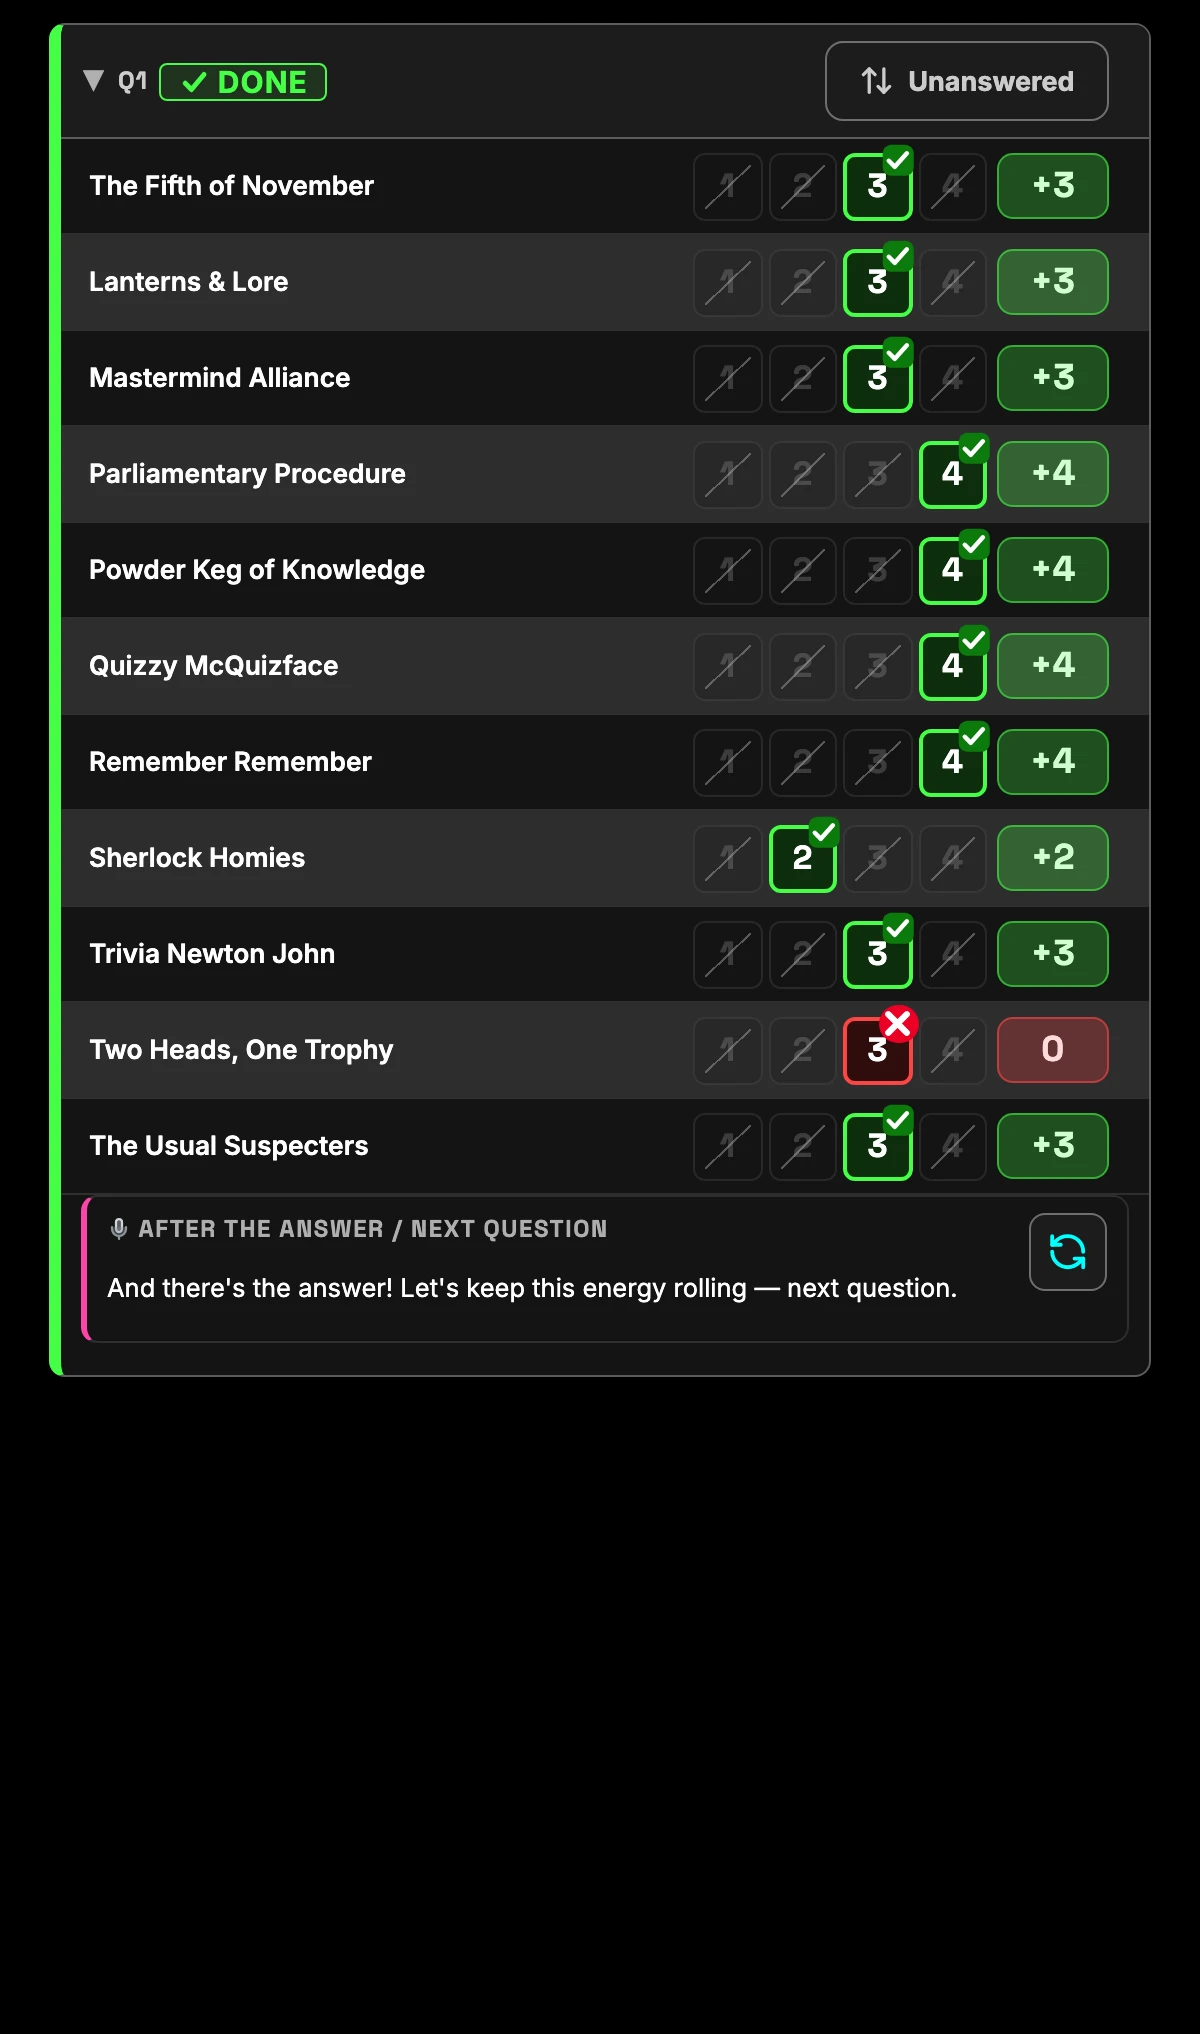 ▼ Q1 ✓ DONE Unanswered
The Fifth of November 1 2 3 4 +3
Lanterns & Lore 1 2 3 4 +3
Mastermind Alliance 1 2 3 4 +3
Parliamentary Procedure 1 2 3 4 +4
Powder Keg of Knowledge 1 2 3 4 +4
Quizzy McQuizface 1 2 3 4 +4
Remember Remember 1 2 3 4 +4
Sherlock Homies 1 2 3 4 +2
Trivia Newton John 1 2 3 4 +3
Two Heads, One Trophy 1 2 3 4 0
The Usual Suspecters 1 2 3 4 +3
AFTER THE ANSWER / NEXT QUESTION
And there's the answer! Let's keep this energy rolling — next question.